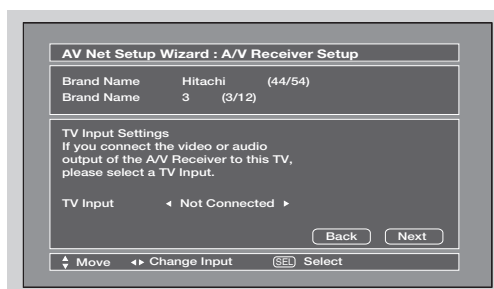 AV Net Setup Wizard : A/V Receiver Setup
Brand Name Hitachi (44/54)
Brand Name 3 (3/12)
TV Input Settings
If you connect the video or audio
output of the A/V Receiver to this TV,
please select a TV Input.
TV Input ◂ Not Connected ▸
Back Next
Move Change Input SEL Select